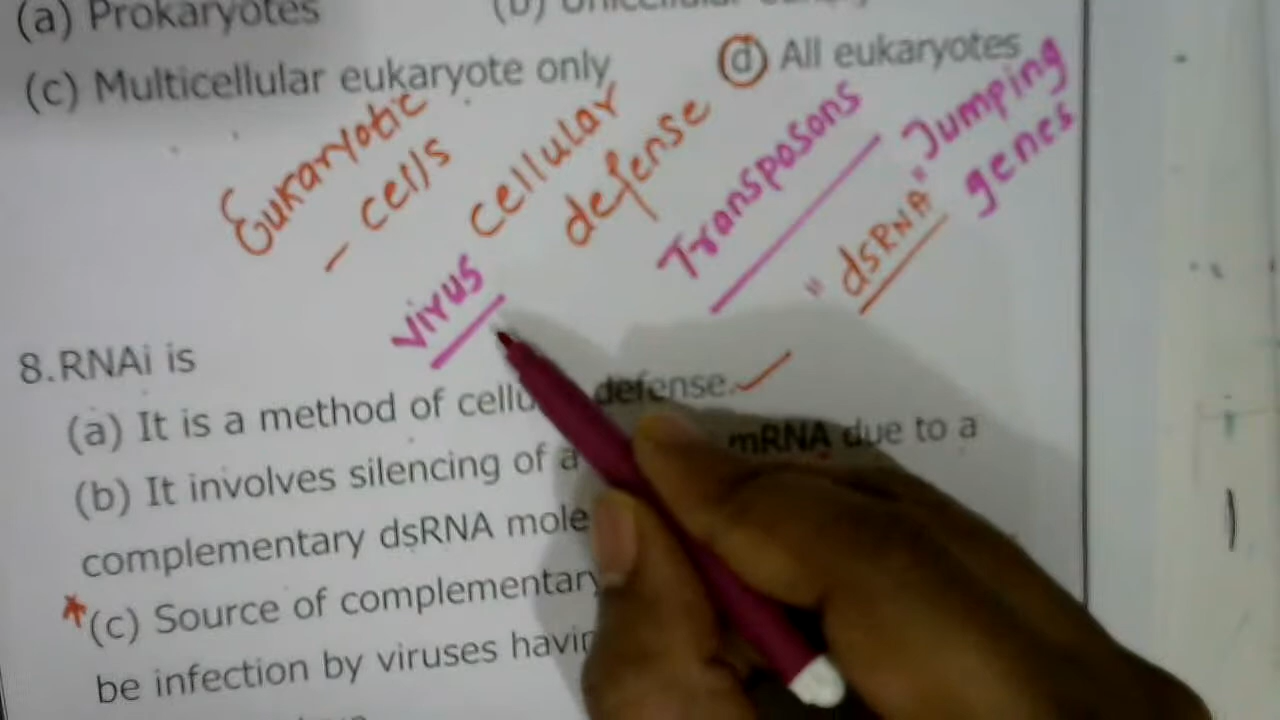 (a) Prokaryotes (b) Unicellular
(c) Multicellular eukaryote only (d) All eukaryotes
Eukaryotic
- cells
cellular
defense
Transposons
Jumping
genes
"dsRNA"
virus
8.RNAi is
(a) It is a method of cellu defense.
(b) It involves silencing of a mRNA due to a
complementary dsRNA mole
(c) Source of complementary
be infection by viruses havin